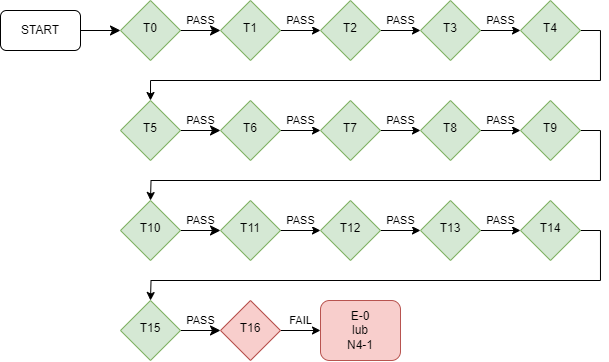 START
T0
PASS
T1
PASS
T2
PASS
T3
PASS
T4
T5
PASS
T6
PASS
T7
PASS
T8
PASS
T9
T10
PASS
T11
PASS
T12
PASS
T13
PASS
T14
T15
PASS
T16
FAIL
E-0
lub
N4-1